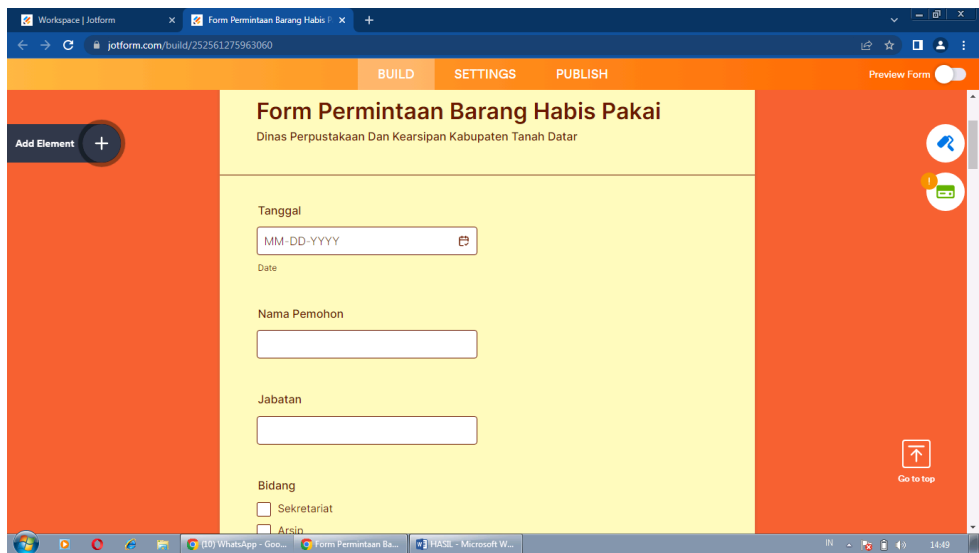 Workspace | Jotform
Form Permintaan Barang Habis P
jotform.com/build/252561275963060
BUILD SETTINGS PUBLISH
Preview Form
Form Permintaan Barang Habis Pakai
Dinas Perpustakaan Dan Kearsipan Kabupaten Tanah Datar
Add Element
Tanggal
MM-DD-YYYY
Date
Nama Pemohon
Jabatan
Go to top
Bidang
Sekretariat
Arsip
(10) WhatsApp - Goo... Form Permintaan Ba... HASIL - Microsoft W... IN 14:49